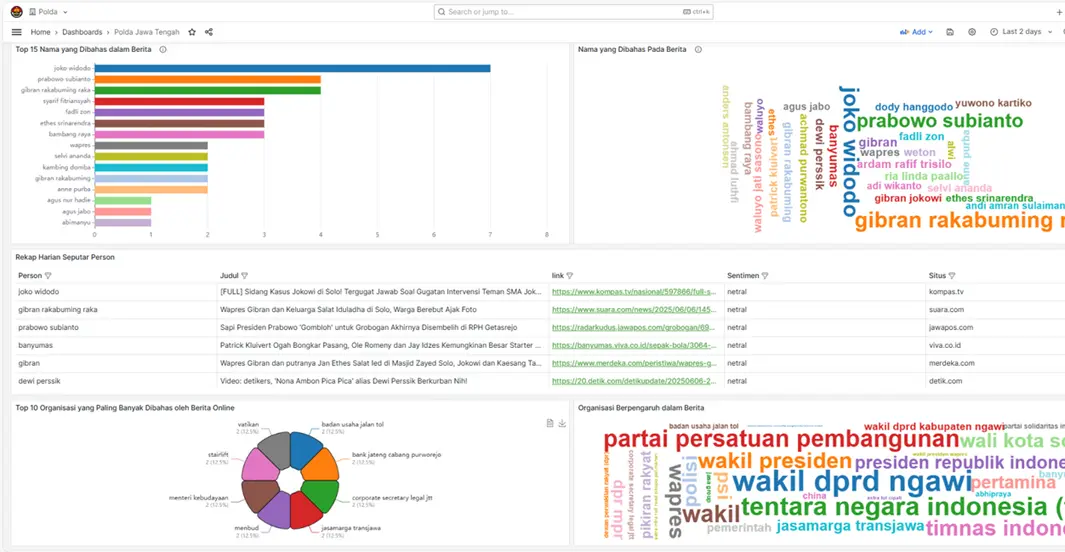 Polda
Search or jump to...
ctrl+k
Home › Dashboards › Polda Jawa Tengah
Add
Last 2 days
Top 15 Nama yang Dibahas dalam Berita
joko widodo
prabowo subianto
gibran rakabuming raka
syarif fitriansyah
fadli zon
ethes srinarendra
bambang raya
wapres
selvi ananda
kambing domba
gibran rakabuming
anne purba
agus nur hadie
agus jabo
abimanyu
0 1 2 3 4 5 6 7 8
Nama yang Dibahas Pada Berita
anders antonsen
ahmad luthfi
bambang raya
waluyo
waluyo jati sasono
ethes
patrick kluivert
agus jabo
gibran rakabuming
achmad purwantono
dewi perssik
banyumas
joko widodo
dody hanggodo
yuwono kartiko
prabowo subianto
fadli zon
gibran
wapres
weton
alwi
anne purba
ardam rafif trisilo
ria linda paailo
adi wikanto
selvi ananda
gibran jokowi
ethes srinarendra
andi amran sulaiman
gibran rakabuming r
Rekap Harian Seputar Person
Person Judul link Sentimen Situs
joko widodo [FULL] Sidang Kasus Jokowi di Solo! Tergugat Jawab Soal Gugatan Intervensi Teman SMA Jok... https://www.kompas.tv/nasional/597866/full-s... netral kompas.tv
gibran rakabuming raka Wapres Gibran dan Keluarga Salat Iduladha di Solo, Warga Berebut Ajak Foto https://www.suara.com/news/2025/06/06/145... netral suara.com
prabowo subianto Sapi Presiden Prabowo 'Gombloh' untuk Grobogan Akhirnya Disembelih di RPH Getasrejo https://radarkudus.jawapos.com/grobogan/69... netral jawapos.com
banyumas Patrick Kluivert Ogah Bongkar Pasang, Ole Romeny dan Jay Idzes Kemungkinan Besar Starter ... https://banyumas.viva.co.id/sepak-bola/3064-... netral viva.co.id
gibran Wapres Gibran dan putranya Jan Ethes Salat Ied di Masjid Zayed Solo, Jokowi dan Kaesang Ta... https://www.merdeka.com/peristiwa/wapres-g... netral merdeka.com
dewi perssik Video: detikers, 'Nona Ambon Pica Pica' alias Dewi Perssik Berkurban Nih! https://20.detik.com/detikupdate/20250606-2... netral detik.com
Top 10 Organisasi yang Paling Banyak Dibahas oleh Berita Online
vatikan
2 (12.5%)
badan usaha jalan tol
2 (12.5%)
stairlift
2 (12.5%)
bank jateng cabang purworejo
2 (12.5%)
menteri kebudayaan
2 (12.5%)
corporate secretary legal jtt
2 (12.5%)
menbud
2 (12.5%)
jasamarga transjawa
2 (12.5%)
Organisasi Berpengaruh dalam Berita
badan usaha jalan tol
wakil dprd kabupaten ngawi
partai solidaritas in
partai persatuan pembangunan
wali kota so
wakil presiden
presiden republik indone
wakil dprd ngawi
pertamina
dpr mpr
corporate secretary legal jtt
pikiran rakyat
wapres
polisi
jawa group
psi
china
abhipraya
tentara negara indonesia (
wakil
pemerintah
jasamarga transjawa
timnas indon